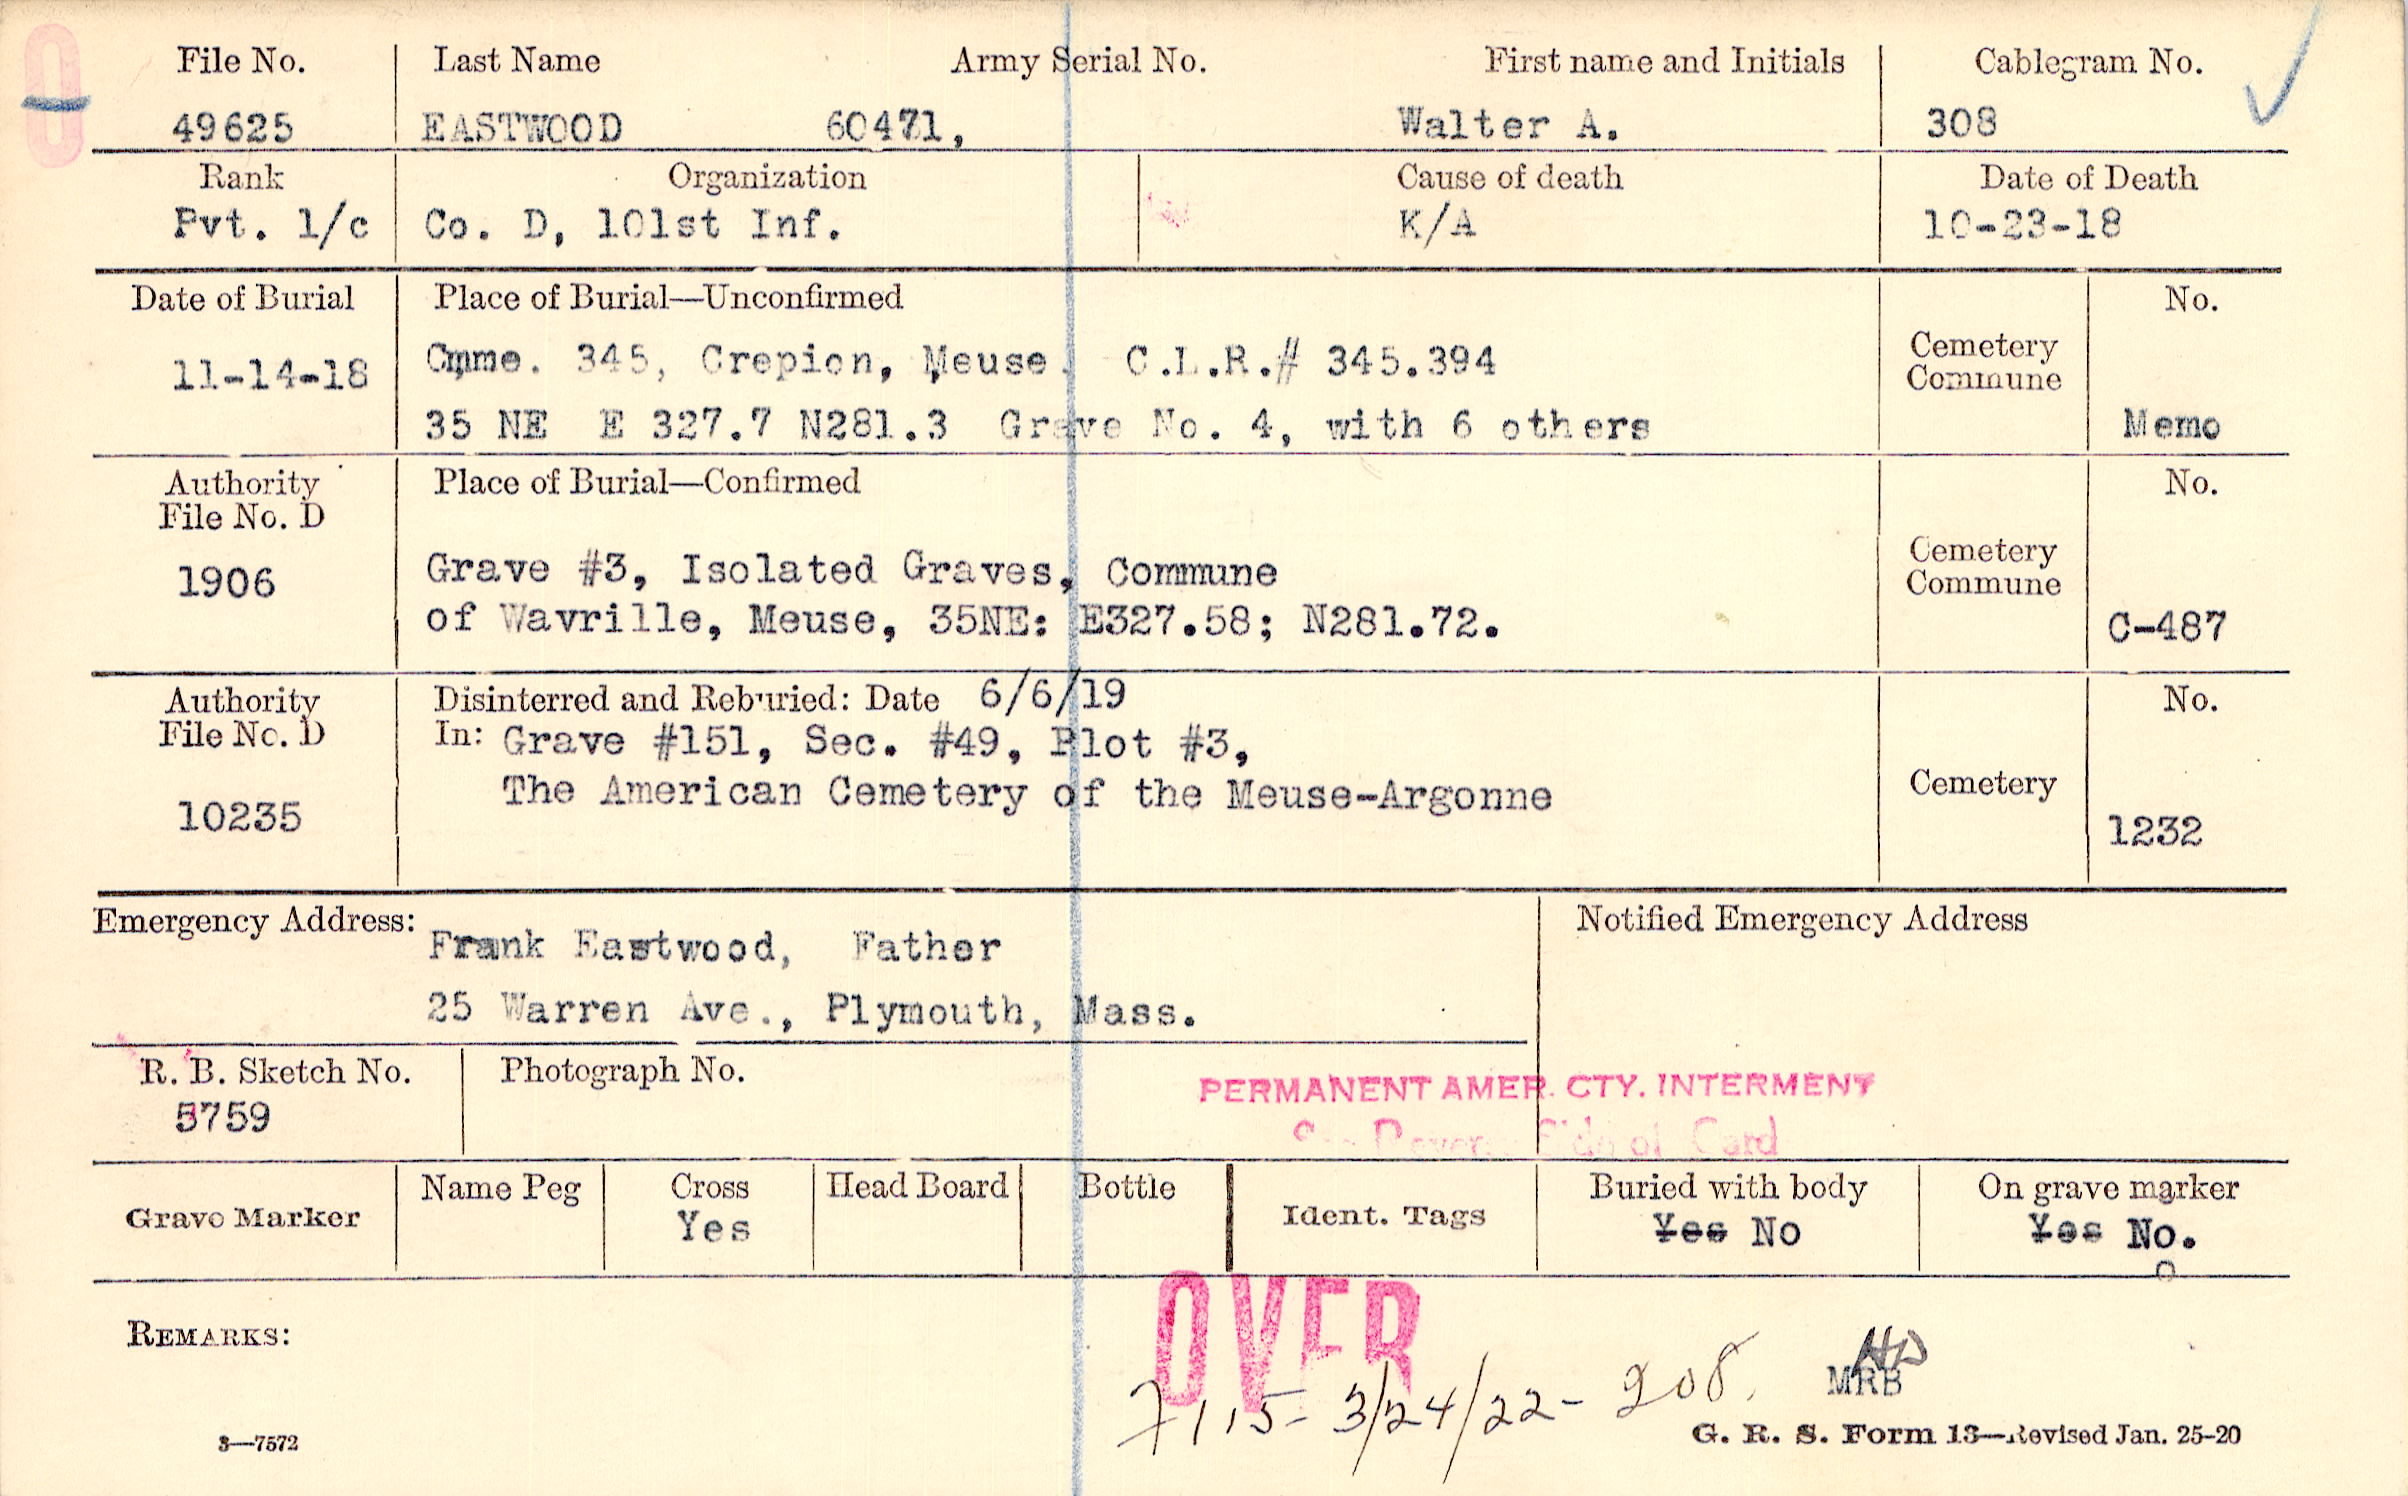 File No. Last Name Army Serial No. First name and Initials Cablegram No.
49625 EASTWOOD 60471, Walter A. 308
Rank Organization Cause of death Date of Death
Pvt. 1/c Co. D, 101st Inf. K/A 10-23-18
Date of Burial Place of Burial—Unconfirmed No.
11-14-18 Cmme. 345, Crepion, Meuse. C.L.R.# 345.394 Cemetery
Commune
35 NE E 327.7 N281.3 Grave No. 4, with 6 others Memo
Authority Place of Burial—Confirmed No.
File No. D
1906 Grave #3, Isolated Graves, Commune Cemetery
Commune
of Wavrille, Meuse, 35NE: E327.58; N281.72. C-487
Authority Disinterred and Reburied: Date 6/6/19 No.
File No. D In: Grave #151, Sec. #49, Plot #3,
The American Cemetery of the Meuse-Argonne Cemetery
10235 1232
Emergency Address: Notified Emergency Address
Frank Eastwood, Father
25 Warren Ave., Plymouth, Mass.
R. B. Sketch No. Photograph No.
5759
PERMANENT AMER. CTY. INTERMENT
See Reverse Side of Card
Grave Marker Name Peg Cross Head Board Bottle Ident. Tags Buried with body On grave marker
Yes Yes No Yes No.
OVER
REMARKS:
7115- 3/24/22- 208. MRB
3—7572 G. R. S. Form 13—Revised Jan. 25-20